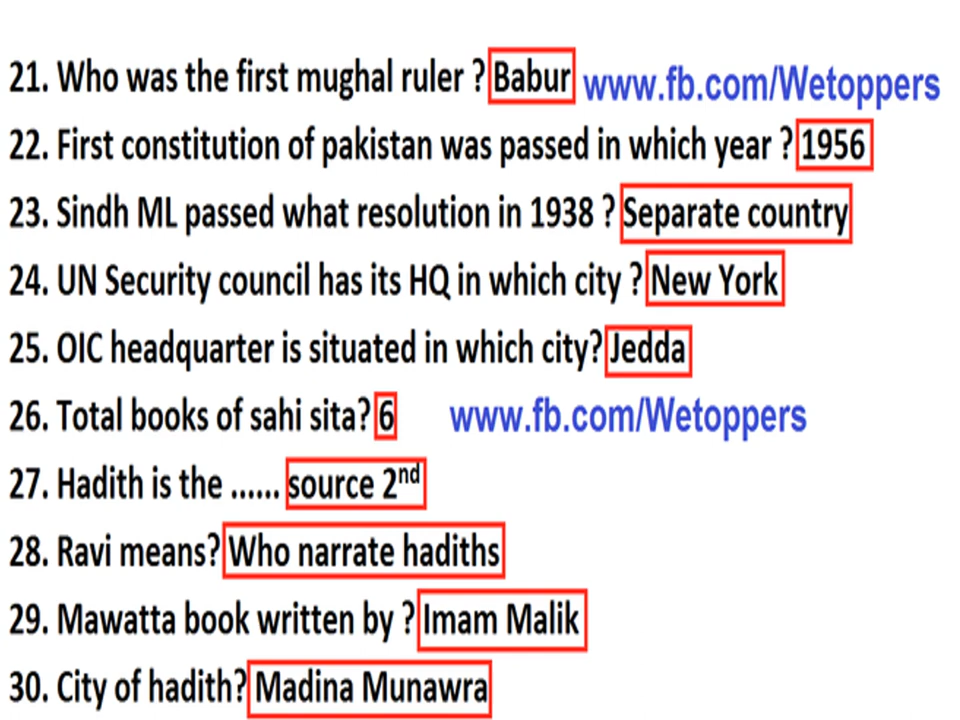 21. Who was the first mughal ruler ? Babur www.fb.com/Wetoppers
22. First constitution of pakistan was passed in which year ? 1956
23. Sindh ML passed what resolution in 1938 ? Separate country
24. UN Security council has its HQ in which city ? New York
25. OIC headquarter is situated in which city? Jedda
26. Total books of sahi sita? 6 www.fb.com/Wetoppers
27. Hadith is the ...... source 2nd
28. Ravi means? Who narrate hadiths
29. Mawatta book written by ? Imam Malik
30. City of hadith? Madina Munawra